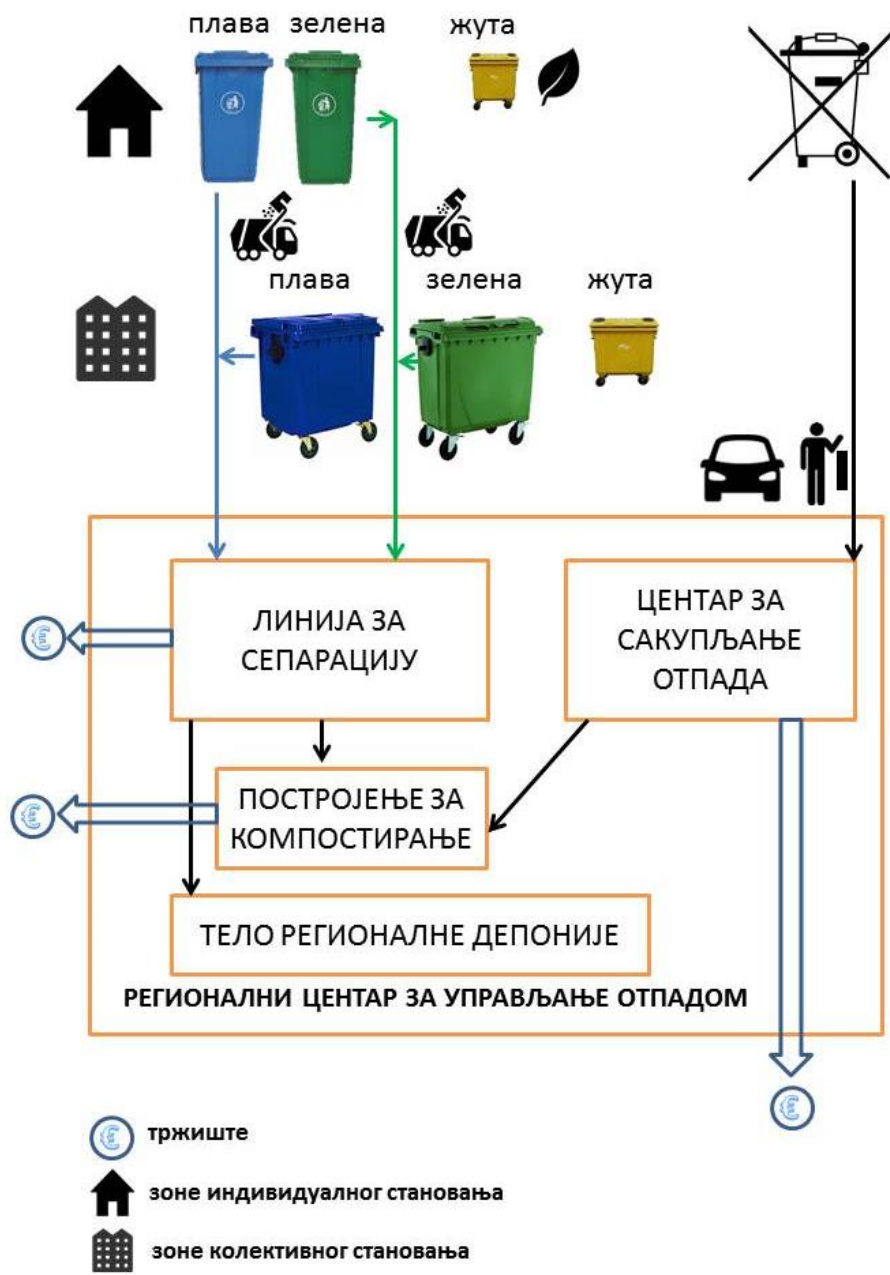 плава зелена жута
плава зелена жута
ЛИНИЈА ЗА
СЕПАРАЦИЈУ
ЦЕНТАР ЗА
САКУПЉАЊЕ
ОТПАДА
ПОСТРОЈЕЊЕ ЗА
КОМПОСТИРАЊЕ
ТЕЛО РЕГИОНАЛНЕ ДЕПОНИЈЕ
РЕГИОНАЛНИ ЦЕНТАР ЗА УПРАВЉАЊЕ ОТПАДОМ
тржиште
зоне индивидуалног становања
зоне колективног становања